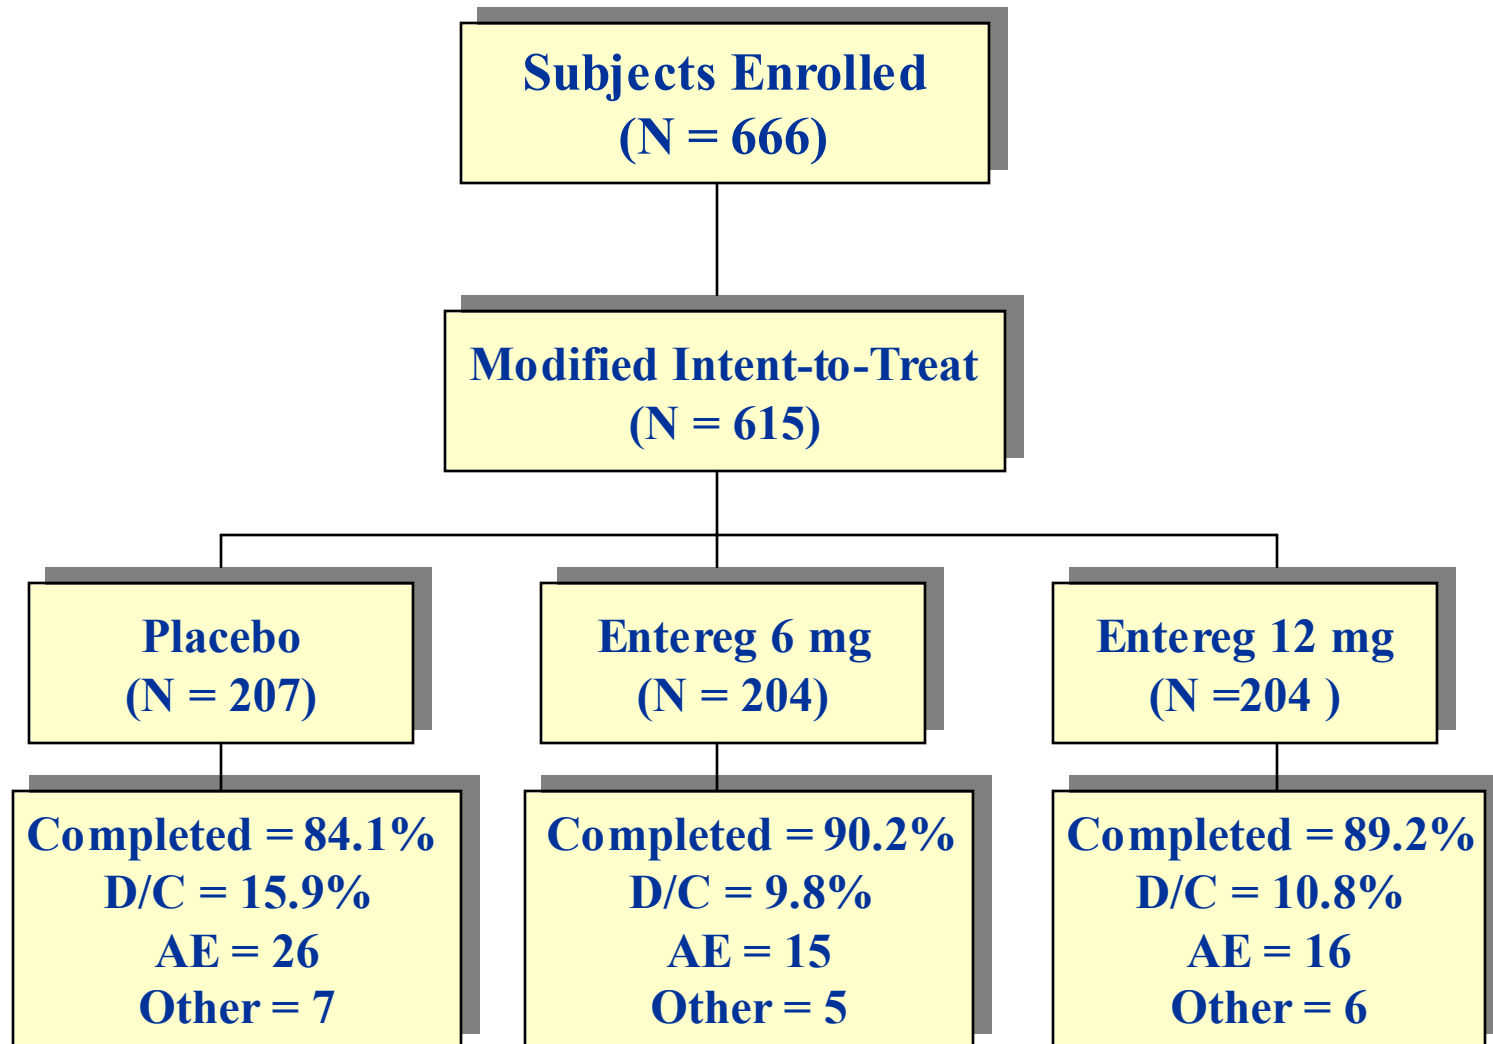 Subjects Enrolled
(N = 666)
Modified Intent-to-Treat
(N = 615)
Placebo
(N = 207)
Entereg 6 mg
(N = 204)
Entereg 12 mg
(N =204 )
Completed = 84.1%
D/C = 15.9%
AE = 26
Other = 7
Completed = 90.2%
D/C = 9.8%
AE = 15
Other = 5
Completed = 89.2%
D/C = 10.8%
AE = 16
Other = 6